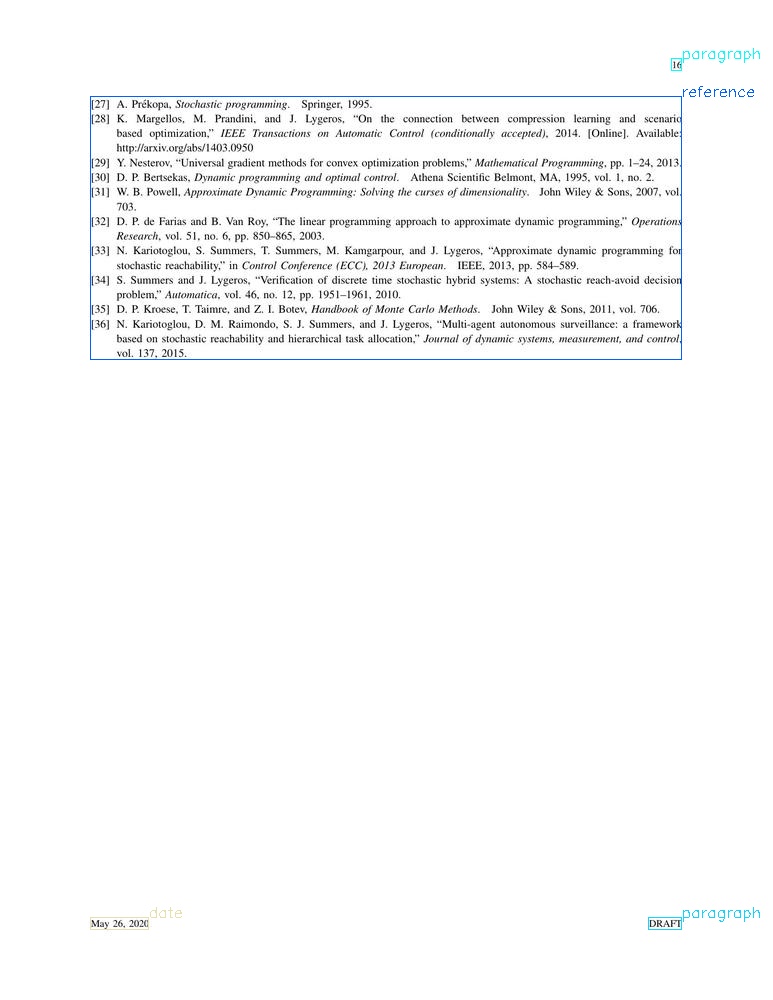 paragraph
16
reference
[27] A. Prékopa, Stochastic programming. Springer, 1995.
[28] K. Margellos, M. Prandini, and J. Lygeros, “On the connection between compression learning and scenario
based optimization,” IEEE Transactions on Automatic Control (conditionally accepted), 2014. [Online]. Available:
http://arxiv.org/abs/1403.0950
[29] Y. Nesterov, “Universal gradient methods for convex optimization problems,” Mathematical Programming, pp. 1–24, 2013.
[30] D. P. Bertsekas, Dynamic programming and optimal control. Athena Scientific Belmont, MA, 1995, vol. 1, no. 2.
[31] W. B. Powell, Approximate Dynamic Programming: Solving the curses of dimensionality. John Wiley & Sons, 2007, vol.
703.
[32] D. P. de Farias and B. Van Roy, “The linear programming approach to approximate dynamic programming,” Operations
Research, vol. 51, no. 6, pp. 850–865, 2003.
[33] N. Kariotoglou, S. Summers, T. Summers, M. Kamgarpour, and J. Lygeros, “Approximate dynamic programming for
stochastic reachability,” in Control Conference (ECC), 2013 European. IEEE, 2013, pp. 584–589.
[34] S. Summers and J. Lygeros, “Verification of discrete time stochastic hybrid systems: A stochastic reach-avoid decision
problem,” Automatica, vol. 46, no. 12, pp. 1951–1961, 2010.
[35] D. P. Kroese, T. Taimre, and Z. I. Botev, Handbook of Monte Carlo Methods. John Wiley & Sons, 2011, vol. 706.
[36] N. Kariotoglou, D. M. Raimondo, S. J. Summers, and J. Lygeros, “Multi-agent autonomous surveillance: a framework
based on stochastic reachability and hierarchical task allocation,” Journal of dynamic systems, measurement, and control,
vol. 137, 2015.
date
paragraph
May 26, 2020
DRAFT